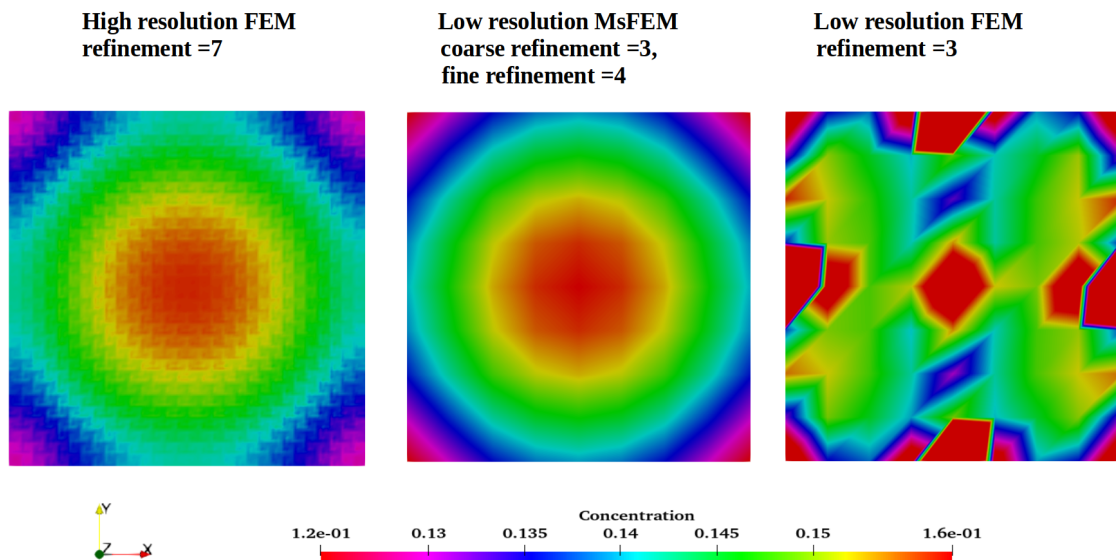 High resolution FEM
refinement =7
Low resolution MsFEM
coarse refinement =3,
fine refinement =4
Low resolution FEM
refinement =3
Y
Z
X
Concentration
1.2e-01 0.13 0.135 0.14 0.145 0.15 1.6e-01